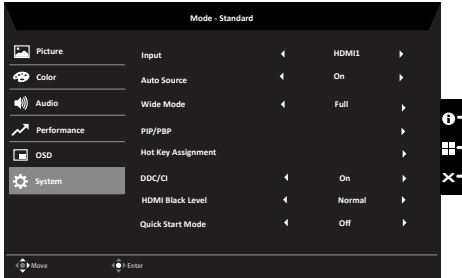 Mode - Standard
Picture
Color
Audio
Performance
OSD
System
Input HDMI1
Auto Source On
Wide Mode Full
PIP/PBP
Hot Key Assignment
DDC/CI On
HDMI Black Level Normal
Quick Start Mode Off
Move Enter